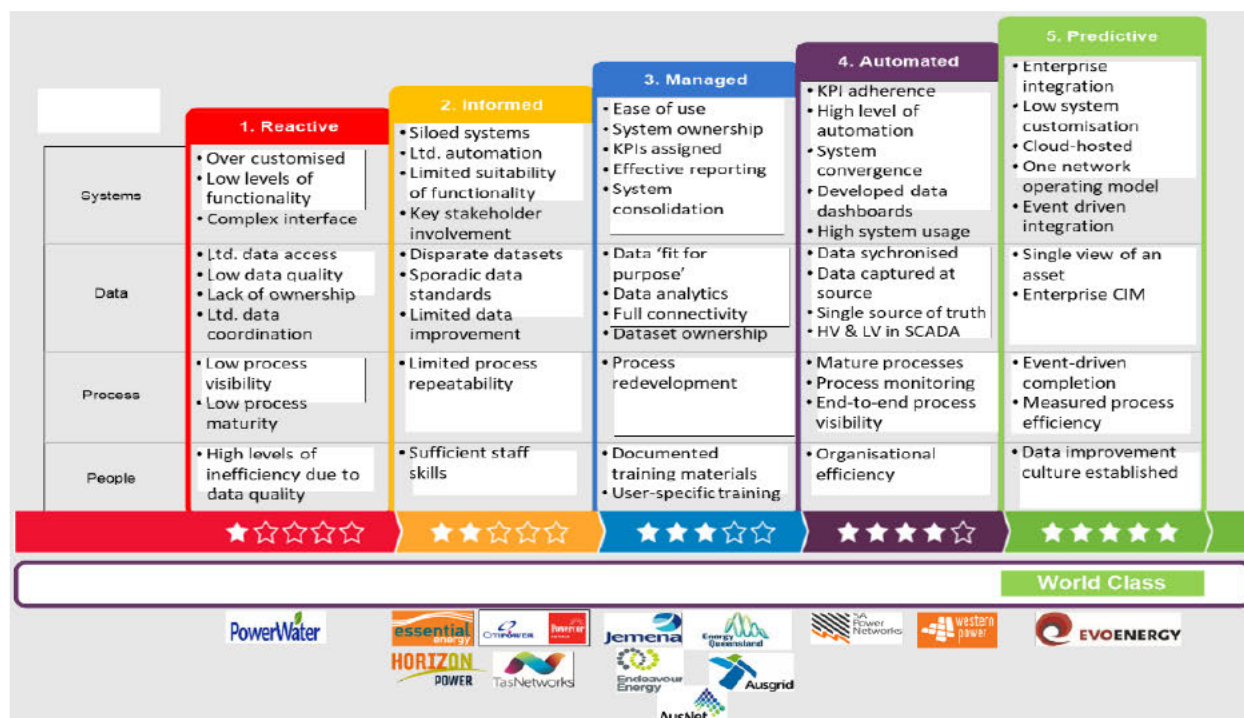 5. Predictive
4. Automated
3. Managed
2. Informed
1. Reactive
Systems
• Over customised
• Low levels of
functionality
• Complex interface
• Siloed systems
• Ltd. automation
• Limited suitability
of functionality
• Key stakeholder
involvement
• Ease of use
• System ownership
• KPIs assigned
• Effective reporting
• System
consolidation
• KPI adherence
• High level of
automation
• System
convergence
• Developed data
dashboards
• High system usage
• Enterprise
integration
• Low system
customisation
• Cloud-hosted
• One network
operating model
• Event driven
integration
Data
• Ltd. data access
• Low data quality
• Lack of ownership
• Ltd. data
coordination
• Disparate datasets
• Sporadic data
standards
• Limited data
improvement
• Data ‘fit for
purpose’
• Data analytics
• Full connectivity
• Dataset ownership
• Data sychronised
• Data captured at
source
• Single source of truth
• HV & LV in SCADA
• Single view of an
asset
• Enterprise CIM
Process
• Low process
visibility
• Low process
maturity
• Limited process
repeatability
• Process
redevelopment
• Mature processes
• Process monitoring
• End-to-end process
visibility
• Event-driven
completion
• Measured process
efficiency
People
• High levels of
inefficiency due to
data quality
• Sufficient staff
skills
• Documented
training materials
• User-specific training
• Organisational
efficiency
• Data improvement
culture established
World Class
PowerWater
essential
energy
CITIPOWER
Powercor
HORIZON
POWER
TasNetworks
Jemena
Energy
Queensland
Endeavour
Energy
Ausgrid
AusNet
SA
Power
Networks
western
power
EVOENERGY